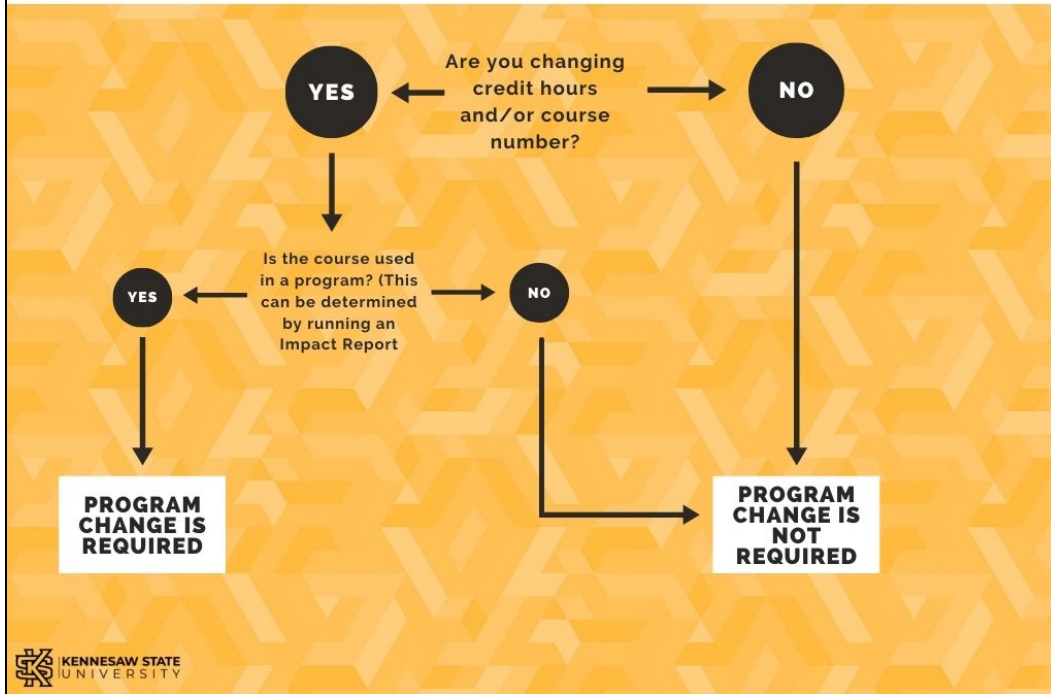 Are you changing
credit hours
and/or course
number?
YES
NO
Is the course used
in a program? (This
can be determined
by running an
Impact Report
YES
NO
PROGRAM
CHANGE IS
REQUIRED
PROGRAM
CHANGE IS
NOT
REQUIRED
KENNESAW STATE
UNIVERSITY